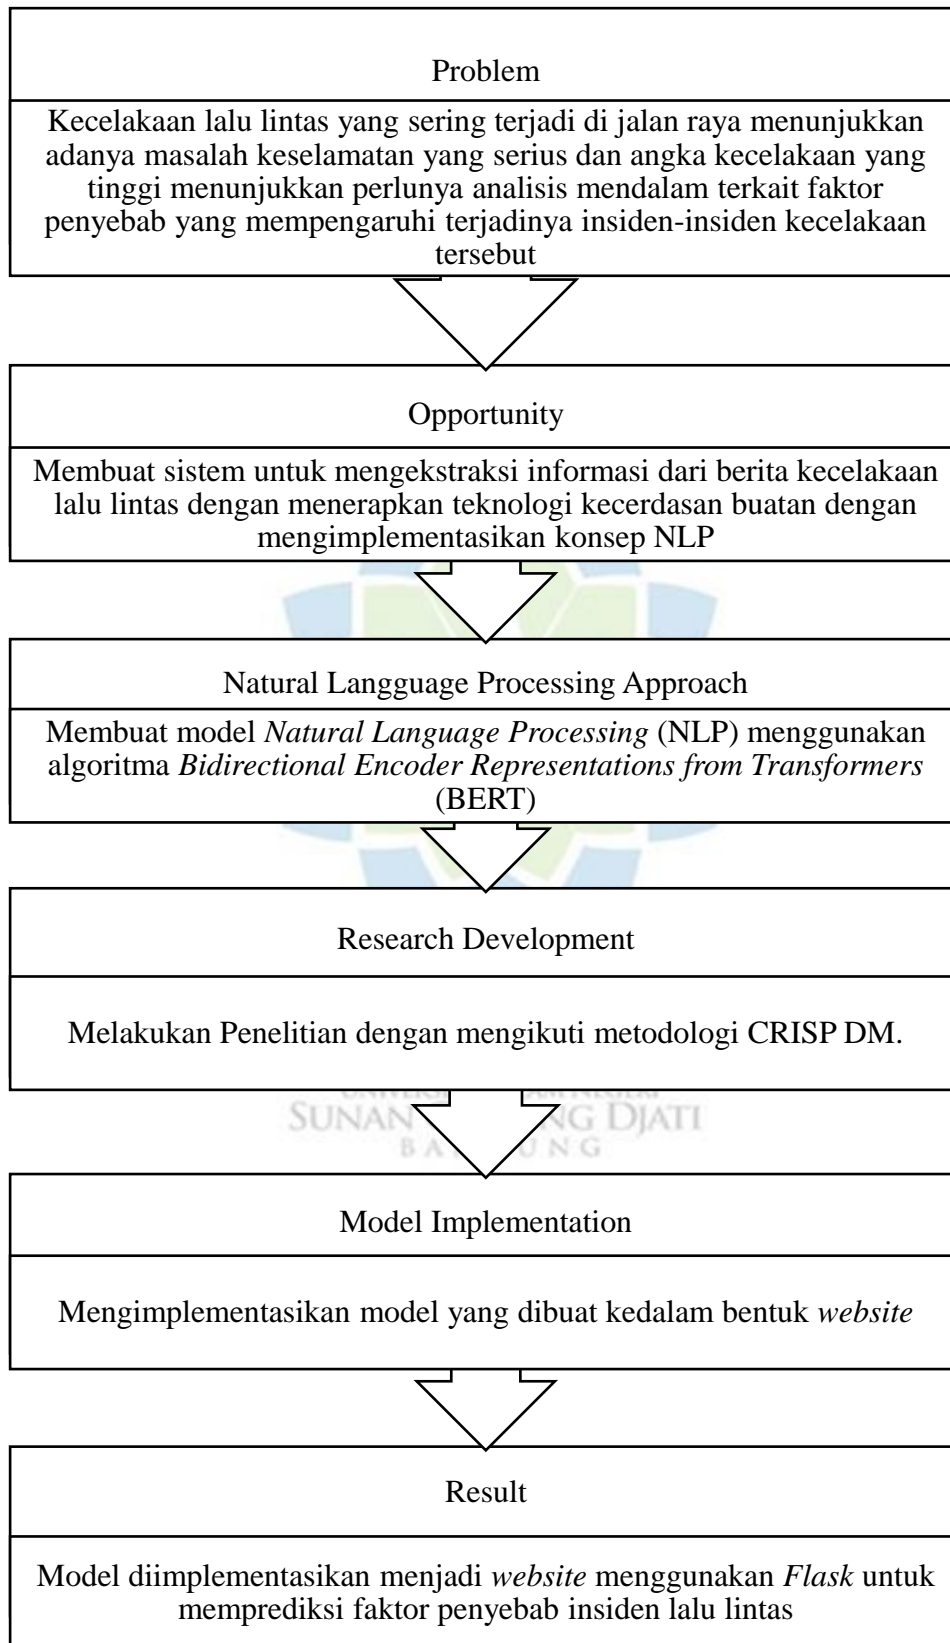 Problem
Kecelakaan lalu lintas yang sering terjadi di jalan raya menunjukkan
adanya masalah keselamatan yang serius dan angka kecelakaan yang
tinggi menunjukkan perlunya analisis mendalam terkait faktor
penyebab yang mempengaruhi terjadinya insiden-insiden kecelakaan
tersebut
Opportunity
Membuat sistem untuk mengekstraksi informasi dari berita kecelakaan
lalu lintas dengan menerapkan teknologi kecerdasan buatan dengan
mengimplementasikan konsep NLP
Natural Langguage Processing Approach
Membuat model Natural Language Processing (NLP) menggunakan
algoritma Bidirectional Encoder Representations from Transformers
(BERT)
Research Development
Melakukan Penelitian dengan mengikuti metodologi CRISP DM.
SUNAN DJATI
Model Implementation
Mengimplementasikan model yang dibuat kedalam bentuk website
Result
Model diimplementasikan menjadi website menggunakan Flask untuk
memprediksi faktor penyebab insiden lalu lintas